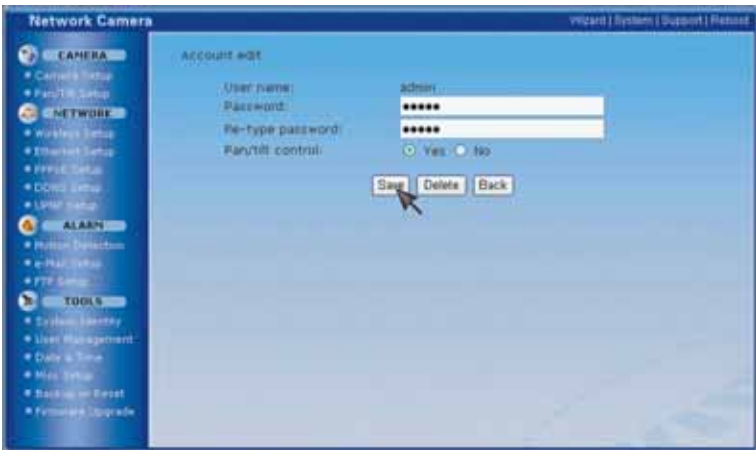 Network Camera
Wizard | System | Support | Reboot
CAMERA
Camera Setup
Pan/Tilt Setup
NETWORK
Wireless Setup
Ethernet Setup
PPPoE Setup
DDNS Setup
UPNP Setup
ALARM
Motion Detection
e-Mail Setup
FTP Setup
TOOLS
System Identity
User Management
Date & Time
Misc Setup
Backup or Reset
Firmware Upgrade
Account edit
User name: admin
Password: •••••
Re-type password: •••••
Pan/tilt control: Yes No
Save Delete Back